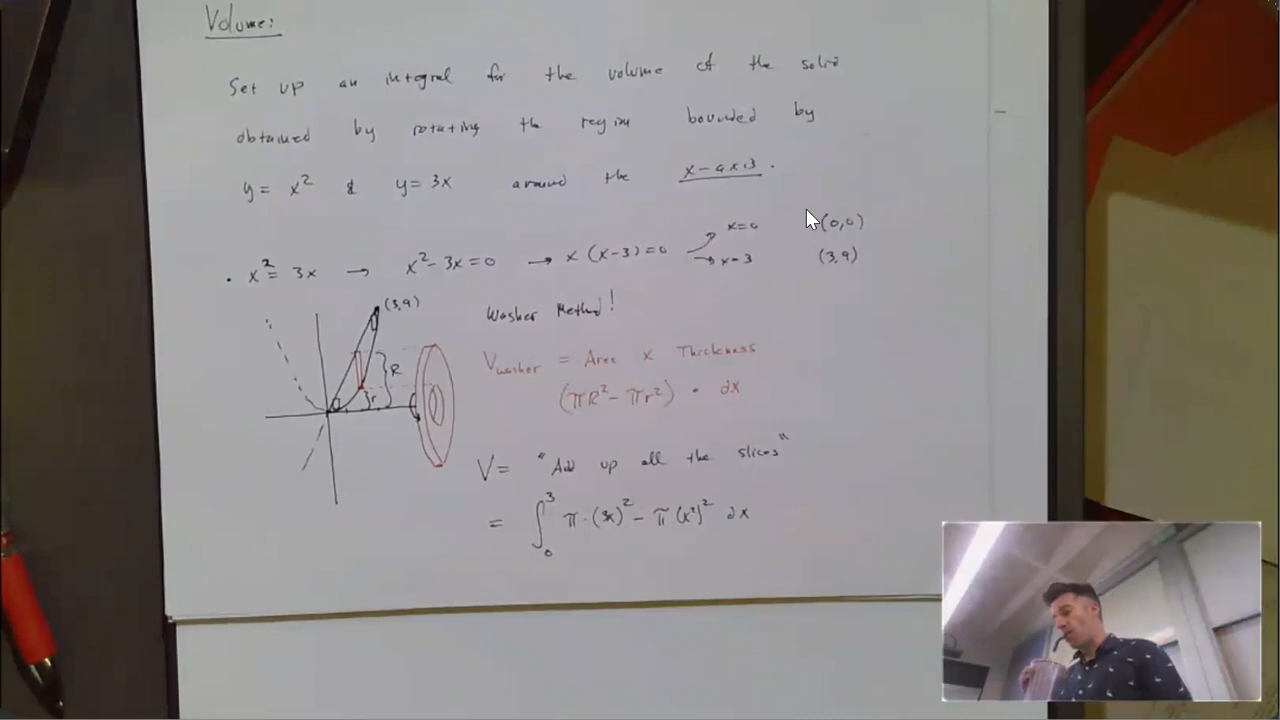 Volume:
Set up an integral for the volume of the solid
obtained by rotating the region bounded by
y = x² & y = 3x around the x-axis.
• x² = 3x → x² - 3x = 0 → x (x-3) = 0 x=0 (0,0)
x=3 (3,9)
(3,9)
Washer Method!
R
r
V washer = Area x Thickness
(πR² - πr²) • dx
V = "Add up all the slices"
= ∫₀³ π·(3x)² - π(x²)² dx